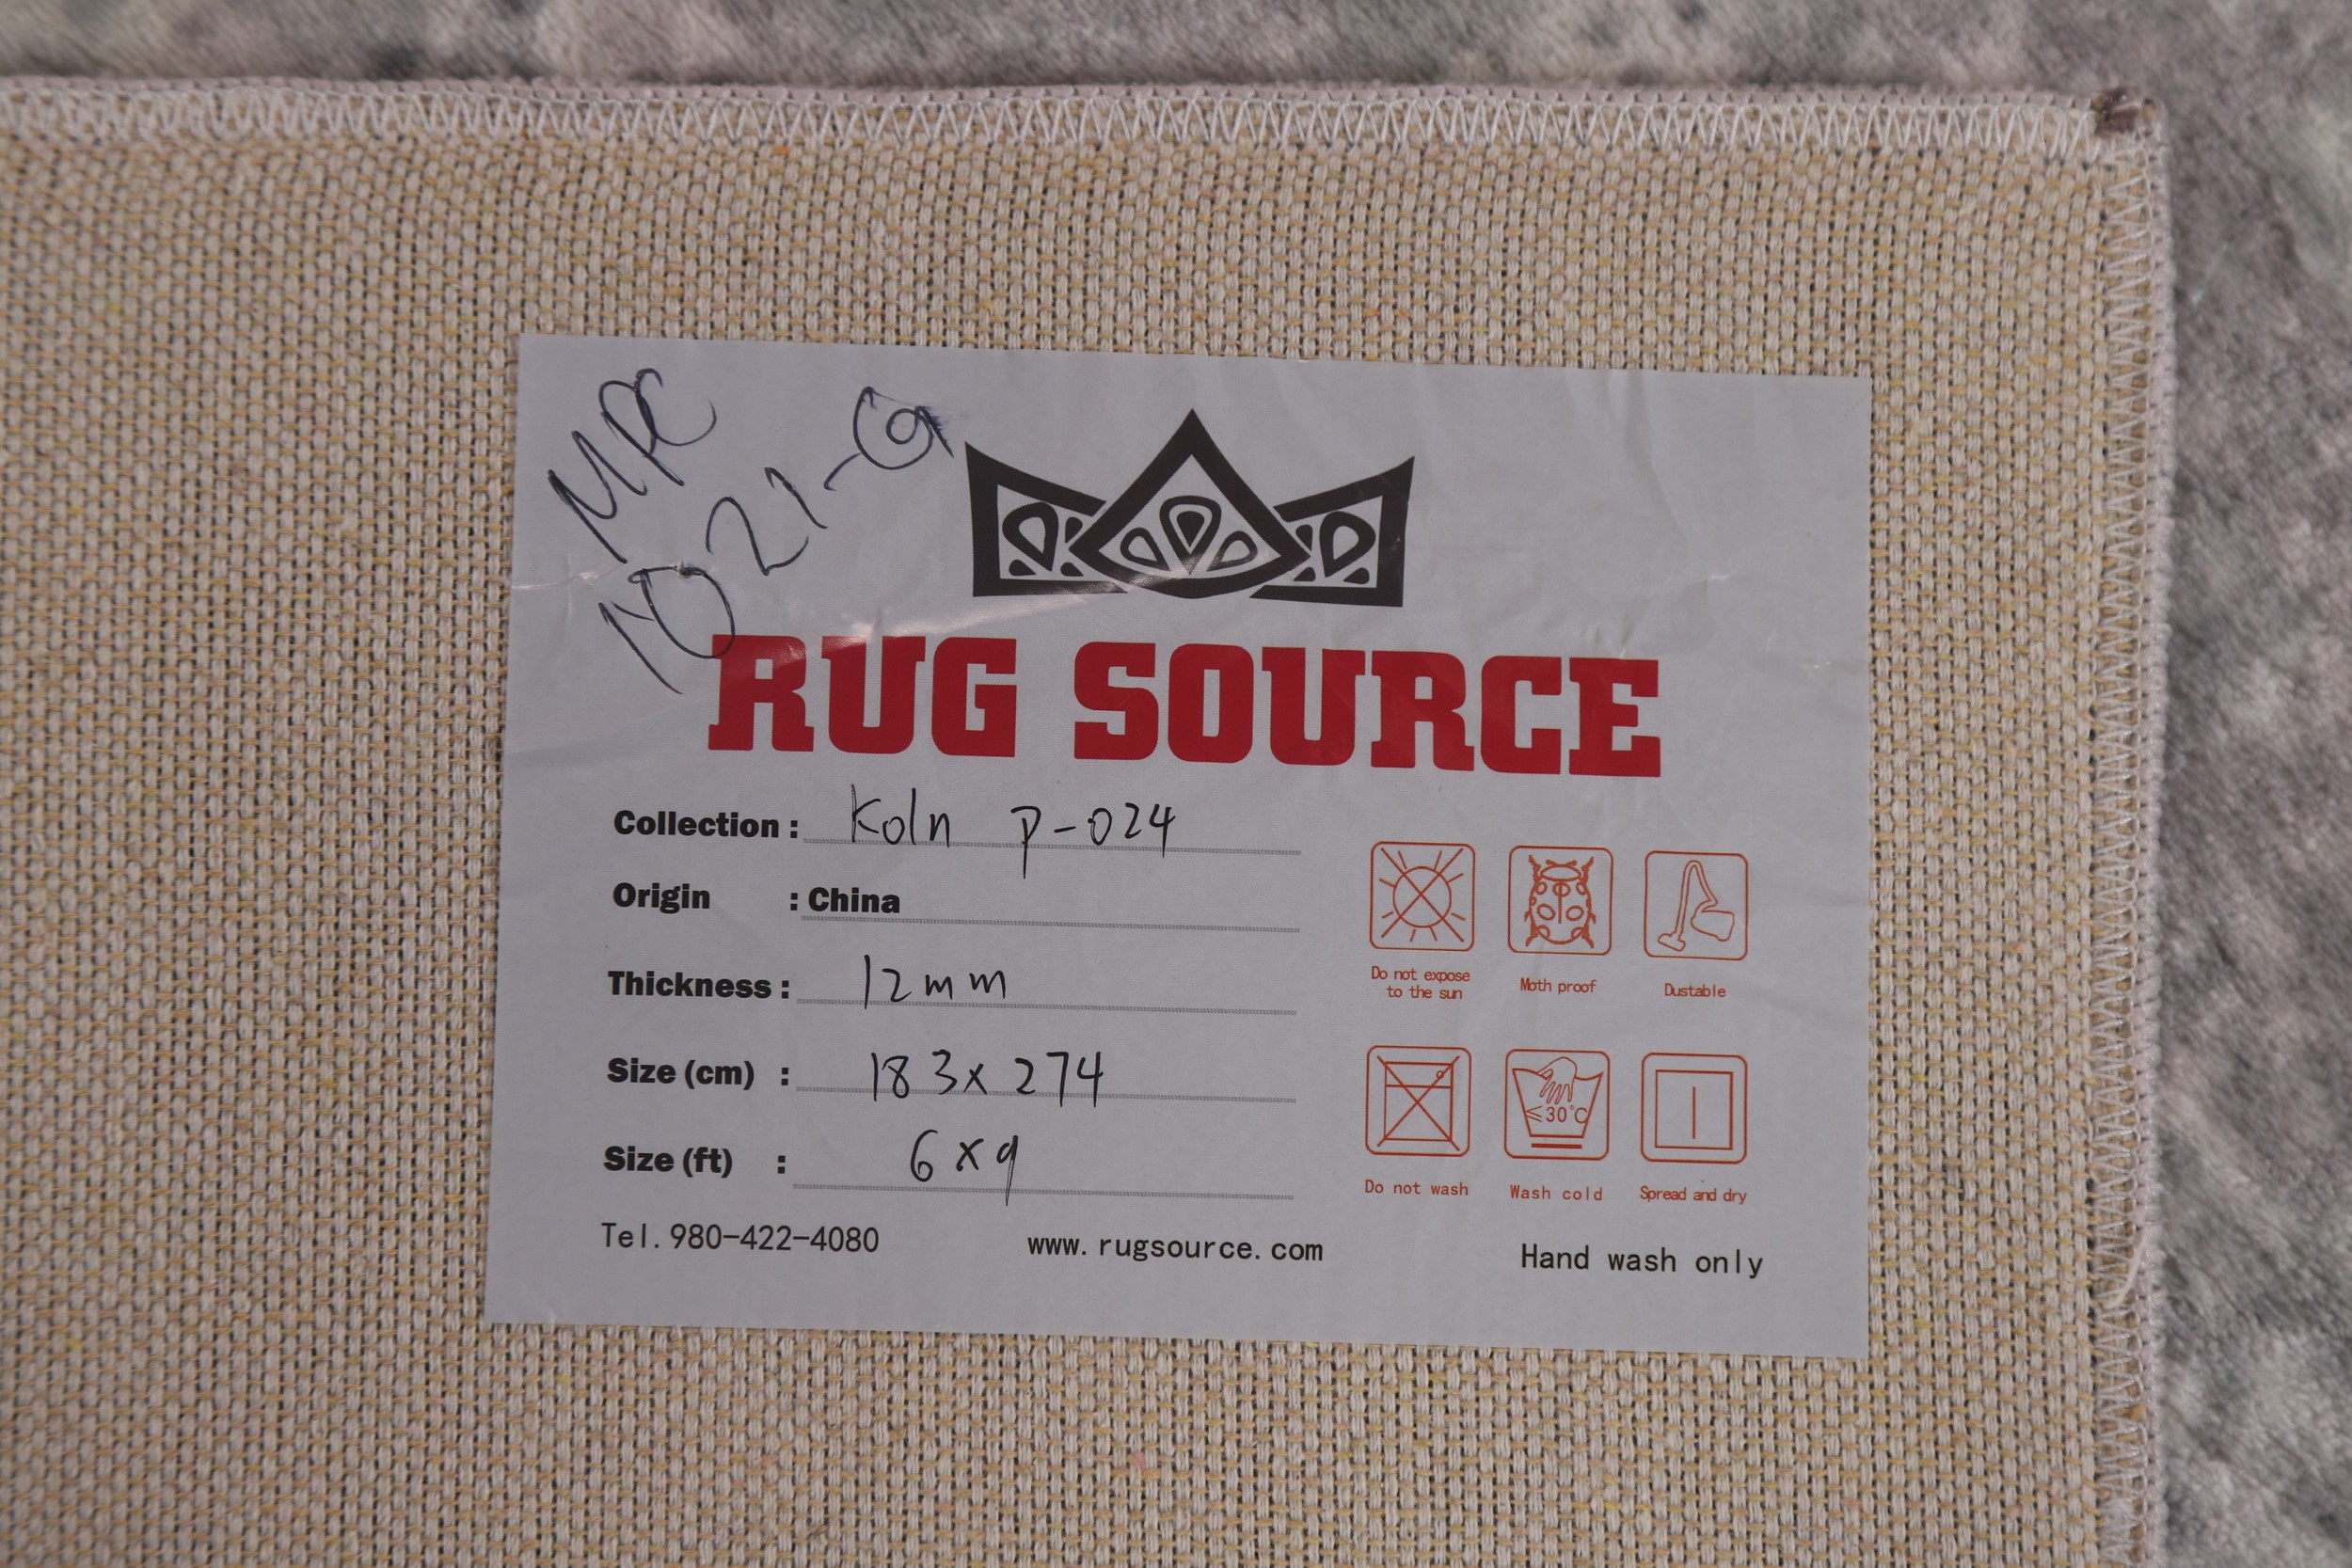 MPC
1021-G
RUG SOURCE
Collection : Koln P-024
Origin : China
Thickness : 12mm
Size (cm) : 183x274
Size (ft) : 6x9
Do not expose
to the sun
Moth proof
Dustable
≤30°C
Do not wash
Wash cold
Spread and dry
Tel. 980-422-4080
www.rugsource.com
Hand wash only